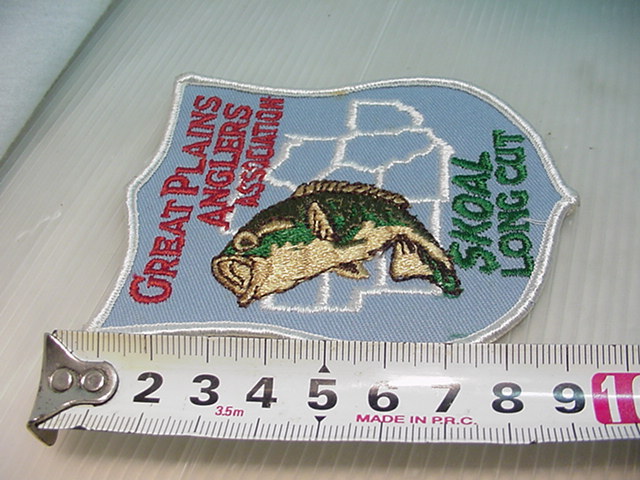 GREAT PLAINS
ANGLERS
ASSOCIATION
SKOAL
LONG CUT
2 3 4 5 6 7 8 9 10
3.5m
MADE IN P.R.C.